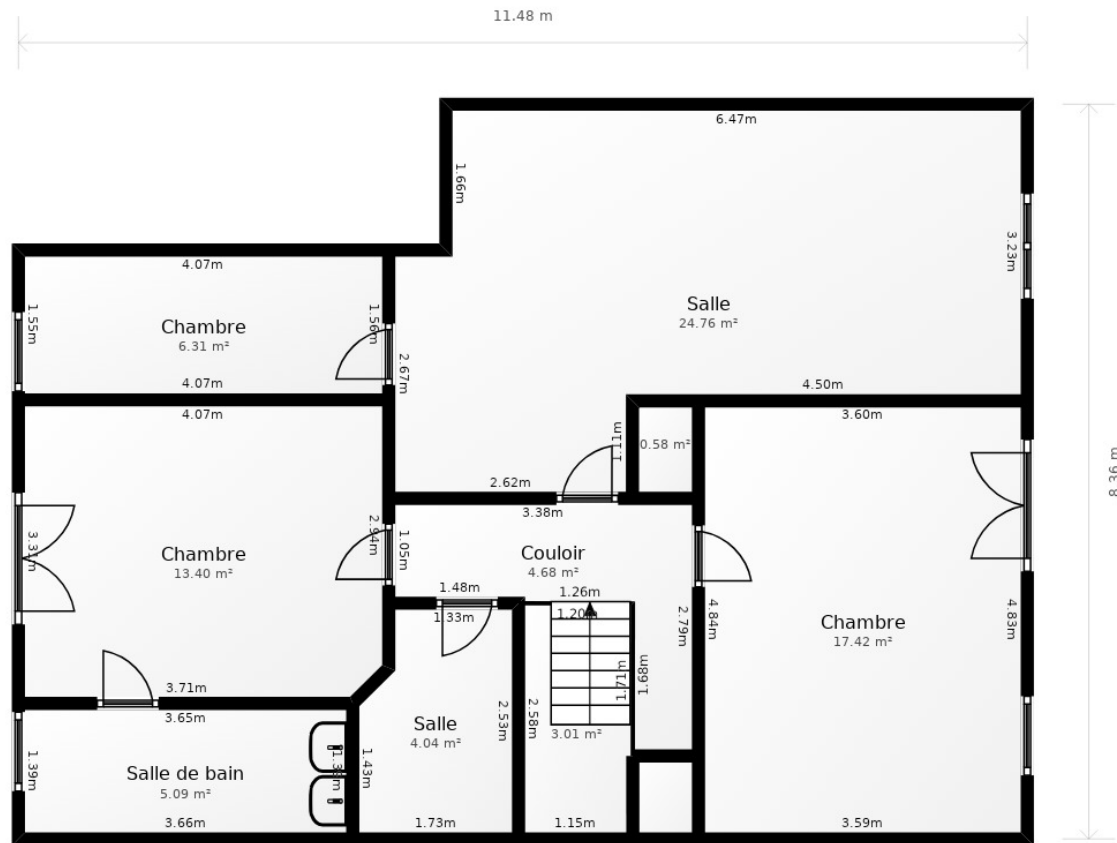 11.48 m
6.47m
1.66m
3.23m
8.36 m
4.07m
1.55m
Chambre
6.31 m²
1.56m
4.07m
2.67m
Salle
24.76 m²
4.50m
1.11m
2.62m
0.58 m²
3.60m
4.07m
Chambre
13.40 m²
2.94m
3.71m
3.38m
1.05m
Couloir
4.68 m²
1.48m
1.26m
1.33m
1.20m
2.79m
1.71m
1.68m
4.84m
Chambre
17.42 m²
4.83m
3.59m
3.65m
1.39m
Salle de bain
5.09 m²
3.66m
1.43m
Salle
4.04 m²
2.53m
1.73m
2.58m
3.01 m²
1.15m